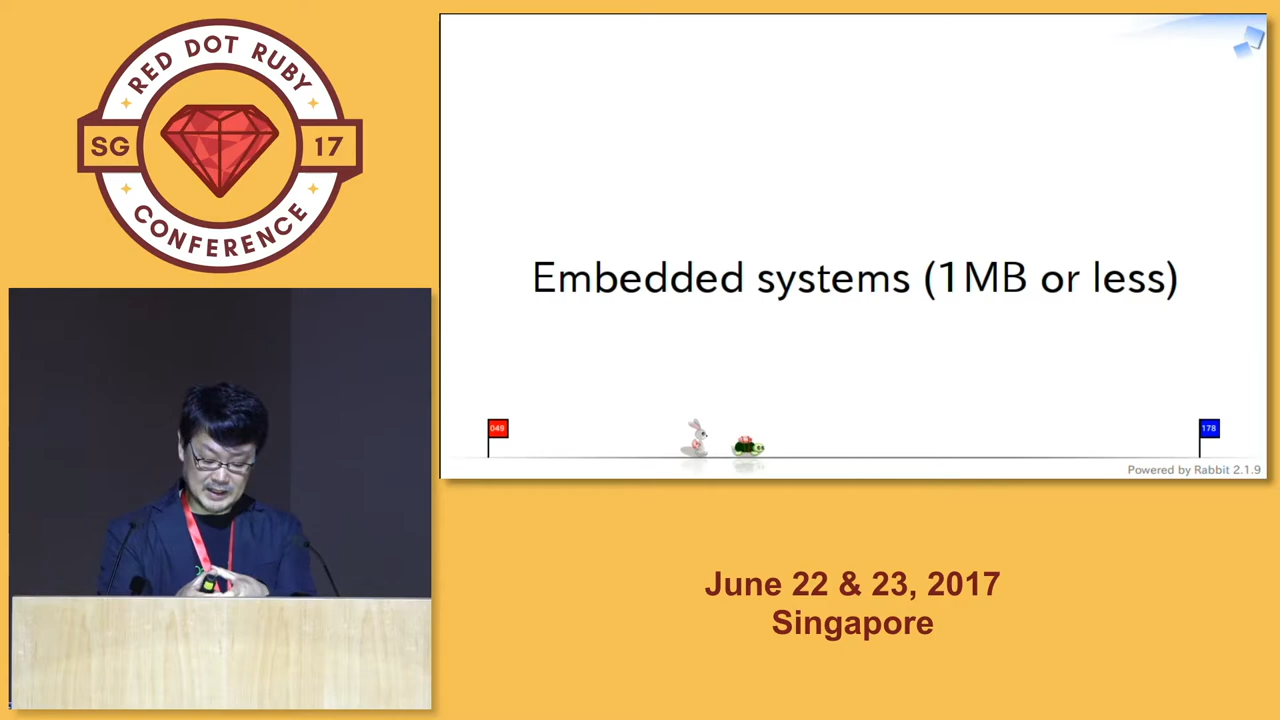 RED DOT RUBY
SG
17
CONFERENCE
Embedded systems (1MB or less)
049
178
Powered by Rabbit 2.1.9
June 22 & 23, 2017
Singapore